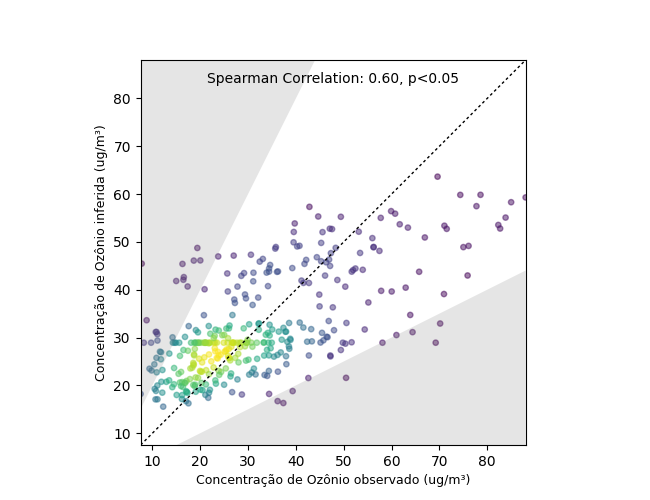 Spearman Correlation: 0.60, p<0.05
80
70
60
50
40
30
20
10
Concentração de Ozônio inferida (ug/m³)
10 20 30 40 50 60 70 80
Concentração de Ozônio observado (ug/m³)